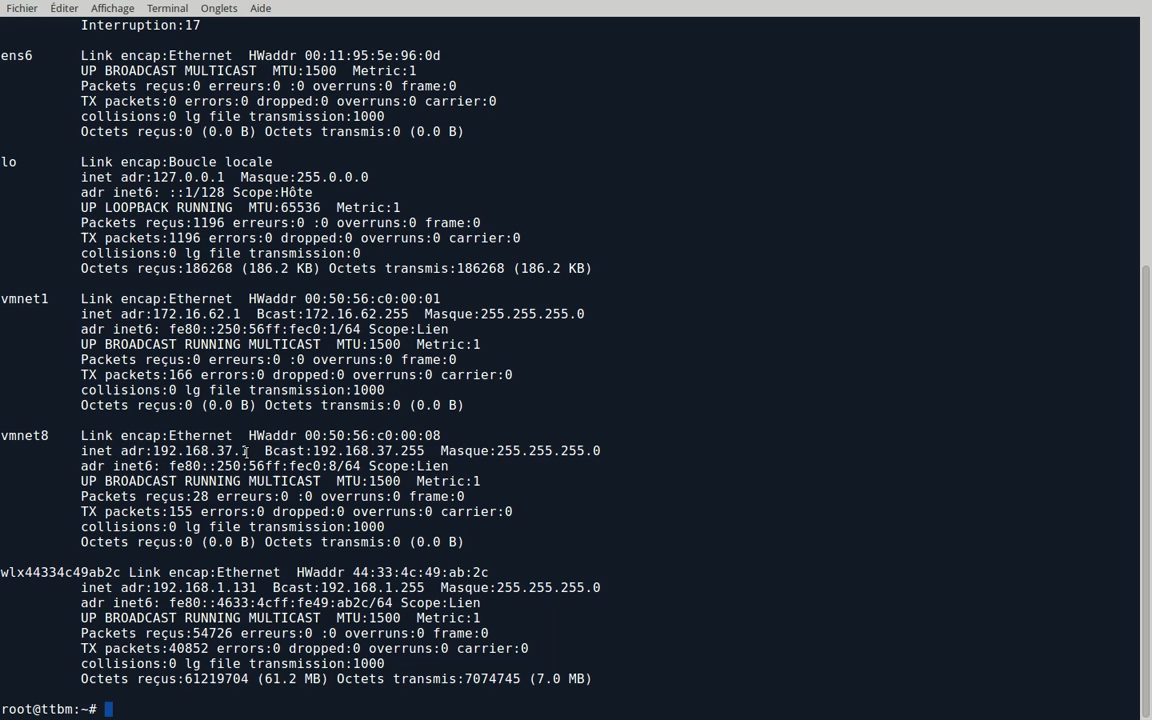 Fichier Éditer Affichage Terminal Onglets Aide
Interruption:17
ens6 Link encap:Ethernet HWaddr 00:11:95:5e:96:0d
UP BROADCAST MULTICAST MTU:1500 Metric:1
Packets reçus:0 erreurs:0 :0 overruns:0 frame:0
TX packets:0 errors:0 dropped:0 overruns:0 carrier:0
collisions:0 lg file transmission:1000
Octets reçus:0 (0.0 B) Octets transmis:0 (0.0 B)
lo Link encap:Boucle locale
inet adr:127.0.0.1 Masque:255.0.0.0
adr inet6: ::1/128 Scope:Hôte
UP LOOPBACK RUNNING MTU:65536 Metric:1
Packets reçus:1196 erreurs:0 :0 overruns:0 frame:0
TX packets:1196 errors:0 dropped:0 overruns:0 carrier:0
collisions:0 lg file transmission:0
Octets reçus:186268 (186.2 KB) Octets transmis:186268 (186.2 KB)
vmnet1 Link encap:Ethernet HWaddr 00:50:56:c0:00:01
inet adr:172.16.62.1 Bcast:172.16.62.255 Masque:255.255.255.0
adr inet6: fe80::250:56ff:fec0:1/64 Scope:Lien
UP BROADCAST RUNNING MULTICAST MTU:1500 Metric:1
Packets reçus:0 erreurs:0 :0 overruns:0 frame:0
TX packets:166 errors:0 dropped:0 overruns:0 carrier:0
collisions:0 lg file transmission:1000
Octets reçus:0 (0.0 B) Octets transmis:0 (0.0 B)
vmnet8 Link encap:Ethernet HWaddr 00:50:56:c0:00:08
inet adr:192.168.37.1 Bcast:192.168.37.255 Masque:255.255.255.0
adr inet6: fe80::250:56ff:fec0:8/64 Scope:Lien
UP BROADCAST RUNNING MULTICAST MTU:1500 Metric:1
Packets reçus:28 erreurs:0 :0 overruns:0 frame:0
TX packets:155 errors:0 dropped:0 overruns:0 carrier:0
collisions:0 lg file transmission:1000
Octets reçus:0 (0.0 B) Octets transmis:0 (0.0 B)
wlx44334c49ab2c Link encap:Ethernet HWaddr 44:33:4c:49:ab:2c
inet adr:192.168.1.131 Bcast:192.168.1.255 Masque:255.255.255.0
adr inet6: fe80::4633:4cff:fe49:ab2c/64 Scope:Lien
UP BROADCAST RUNNING MULTICAST MTU:1500 Metric:1
Packets reçus:54726 erreurs:0 :0 overruns:0 frame:0
TX packets:40852 errors:0 dropped:0 overruns:0 carrier:0
collisions:0 lg file transmission:1000
Octets reçus:61219704 (61.2 MB) Octets transmis:7074745 (7.0 MB)
root@ttbm:~#